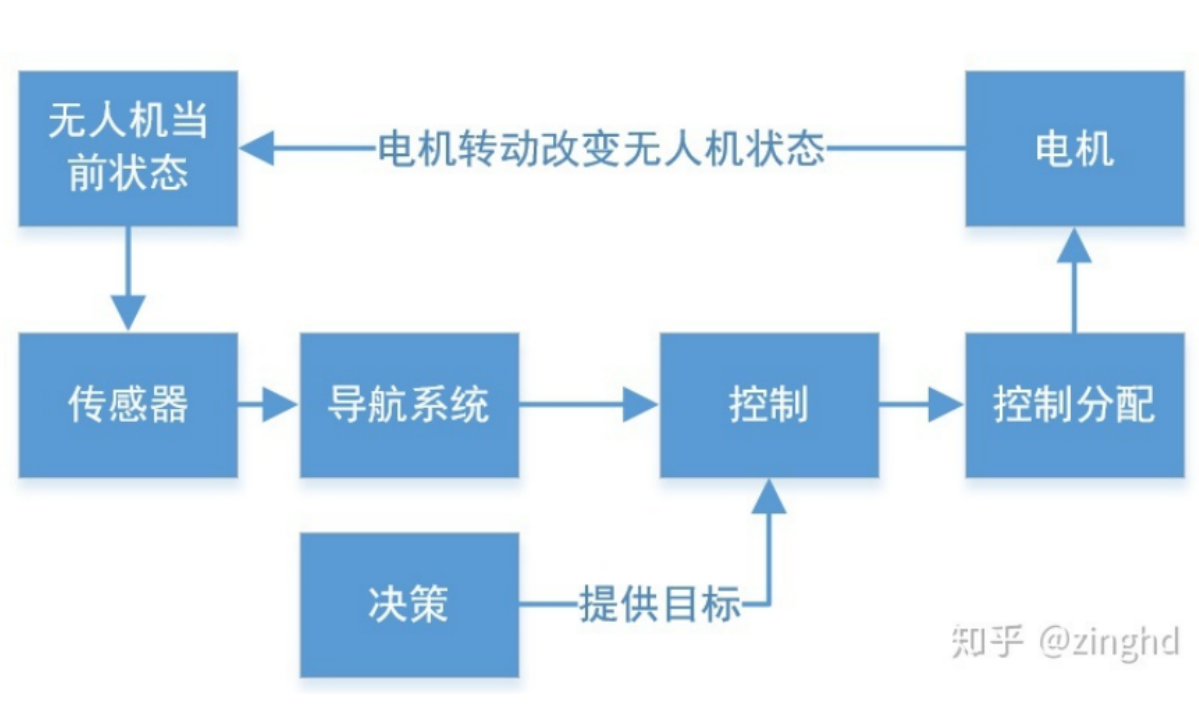 无人机当
前状态
电机转动改变无人机状态
电机
传感器
导航系统
控制
控制分配
决策
提供目标
知乎 @zinghd